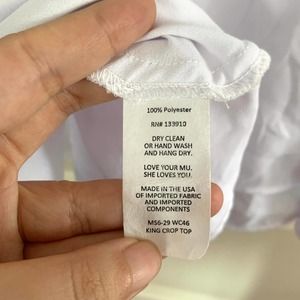 100% Polyester
RN# 133910
DRY CLEAN
OR HAND WASH
AND HANG DRY.
LOVE YOUR MU.
SHE LOVES YOU.
MADE IN THE USA
OF IMPORTED FABRIC
AND IMPORTED
COMPONENTS
M56-29 WC46
KING CROP TOP